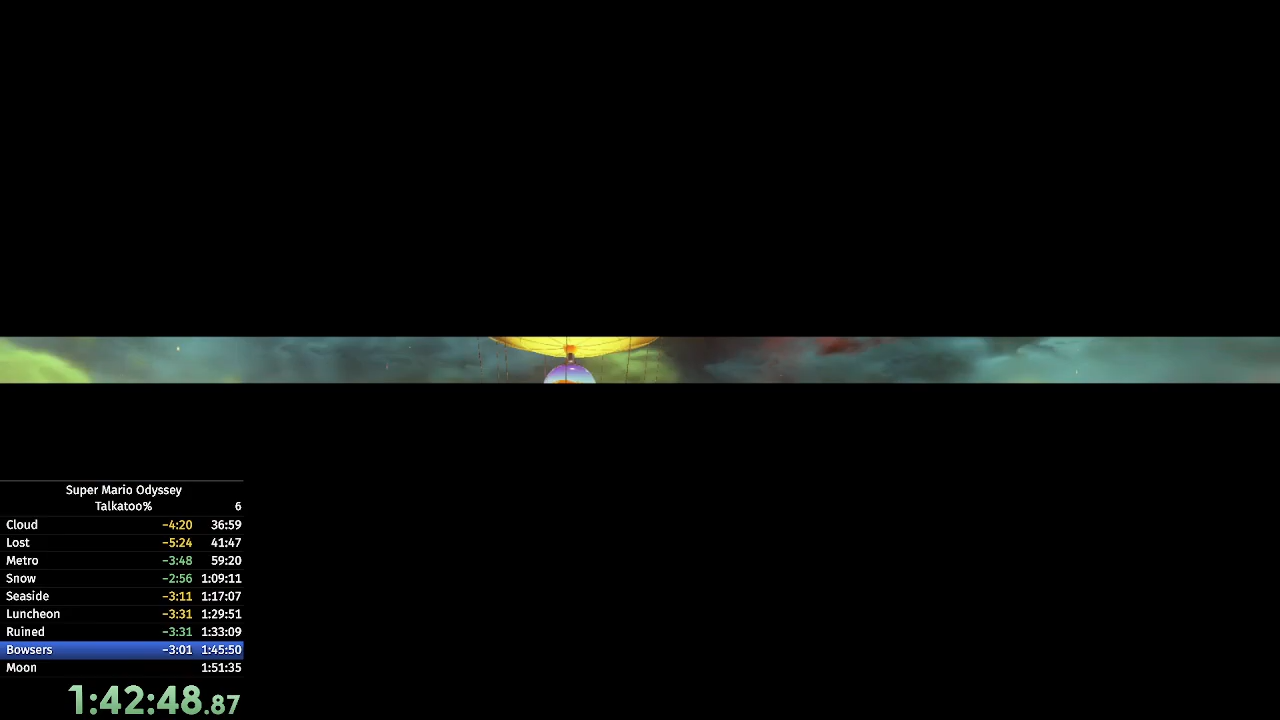 Super Mario Odyssey
Talkatoo% 6
Cloud -4:20 36:59
Lost -5:24 41:47
Metro -3:48 59:20
Snow -2:56 1:09:11
Seaside -3:11 1:17:07
Luncheon -3:31 1:29:51
Ruined -3:31 1:33:09
Bowsers -3:01 1:45:50
Moon 1:51:35
1:42:48.87